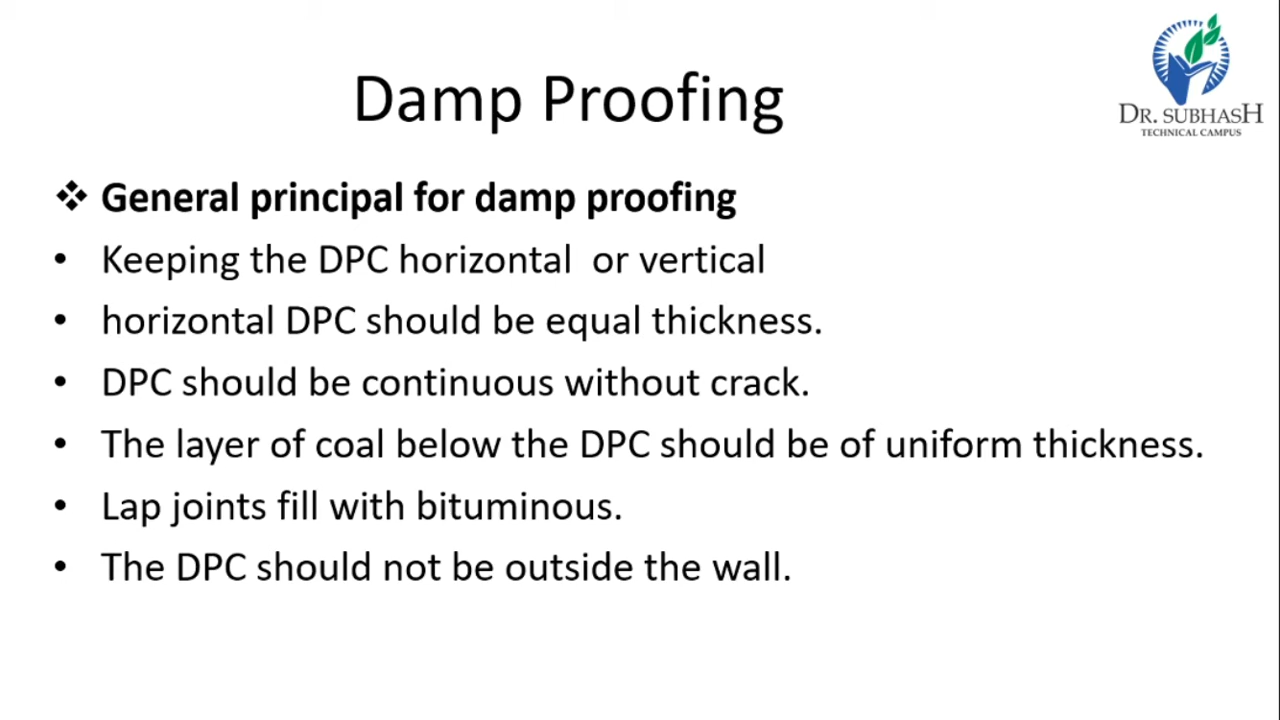 DR. SUBHASH
TECHNICAL CAMPUS
Damp Proofing
❖ General principal for damp proofing
• Keeping the DPC horizontal or vertical
• horizontal DPC should be equal thickness.
• DPC should be continuous without crack.
• The layer of coal below the DPC should be of uniform thickness.
• Lap joints fill with bituminous.
• The DPC should not be outside the wall.